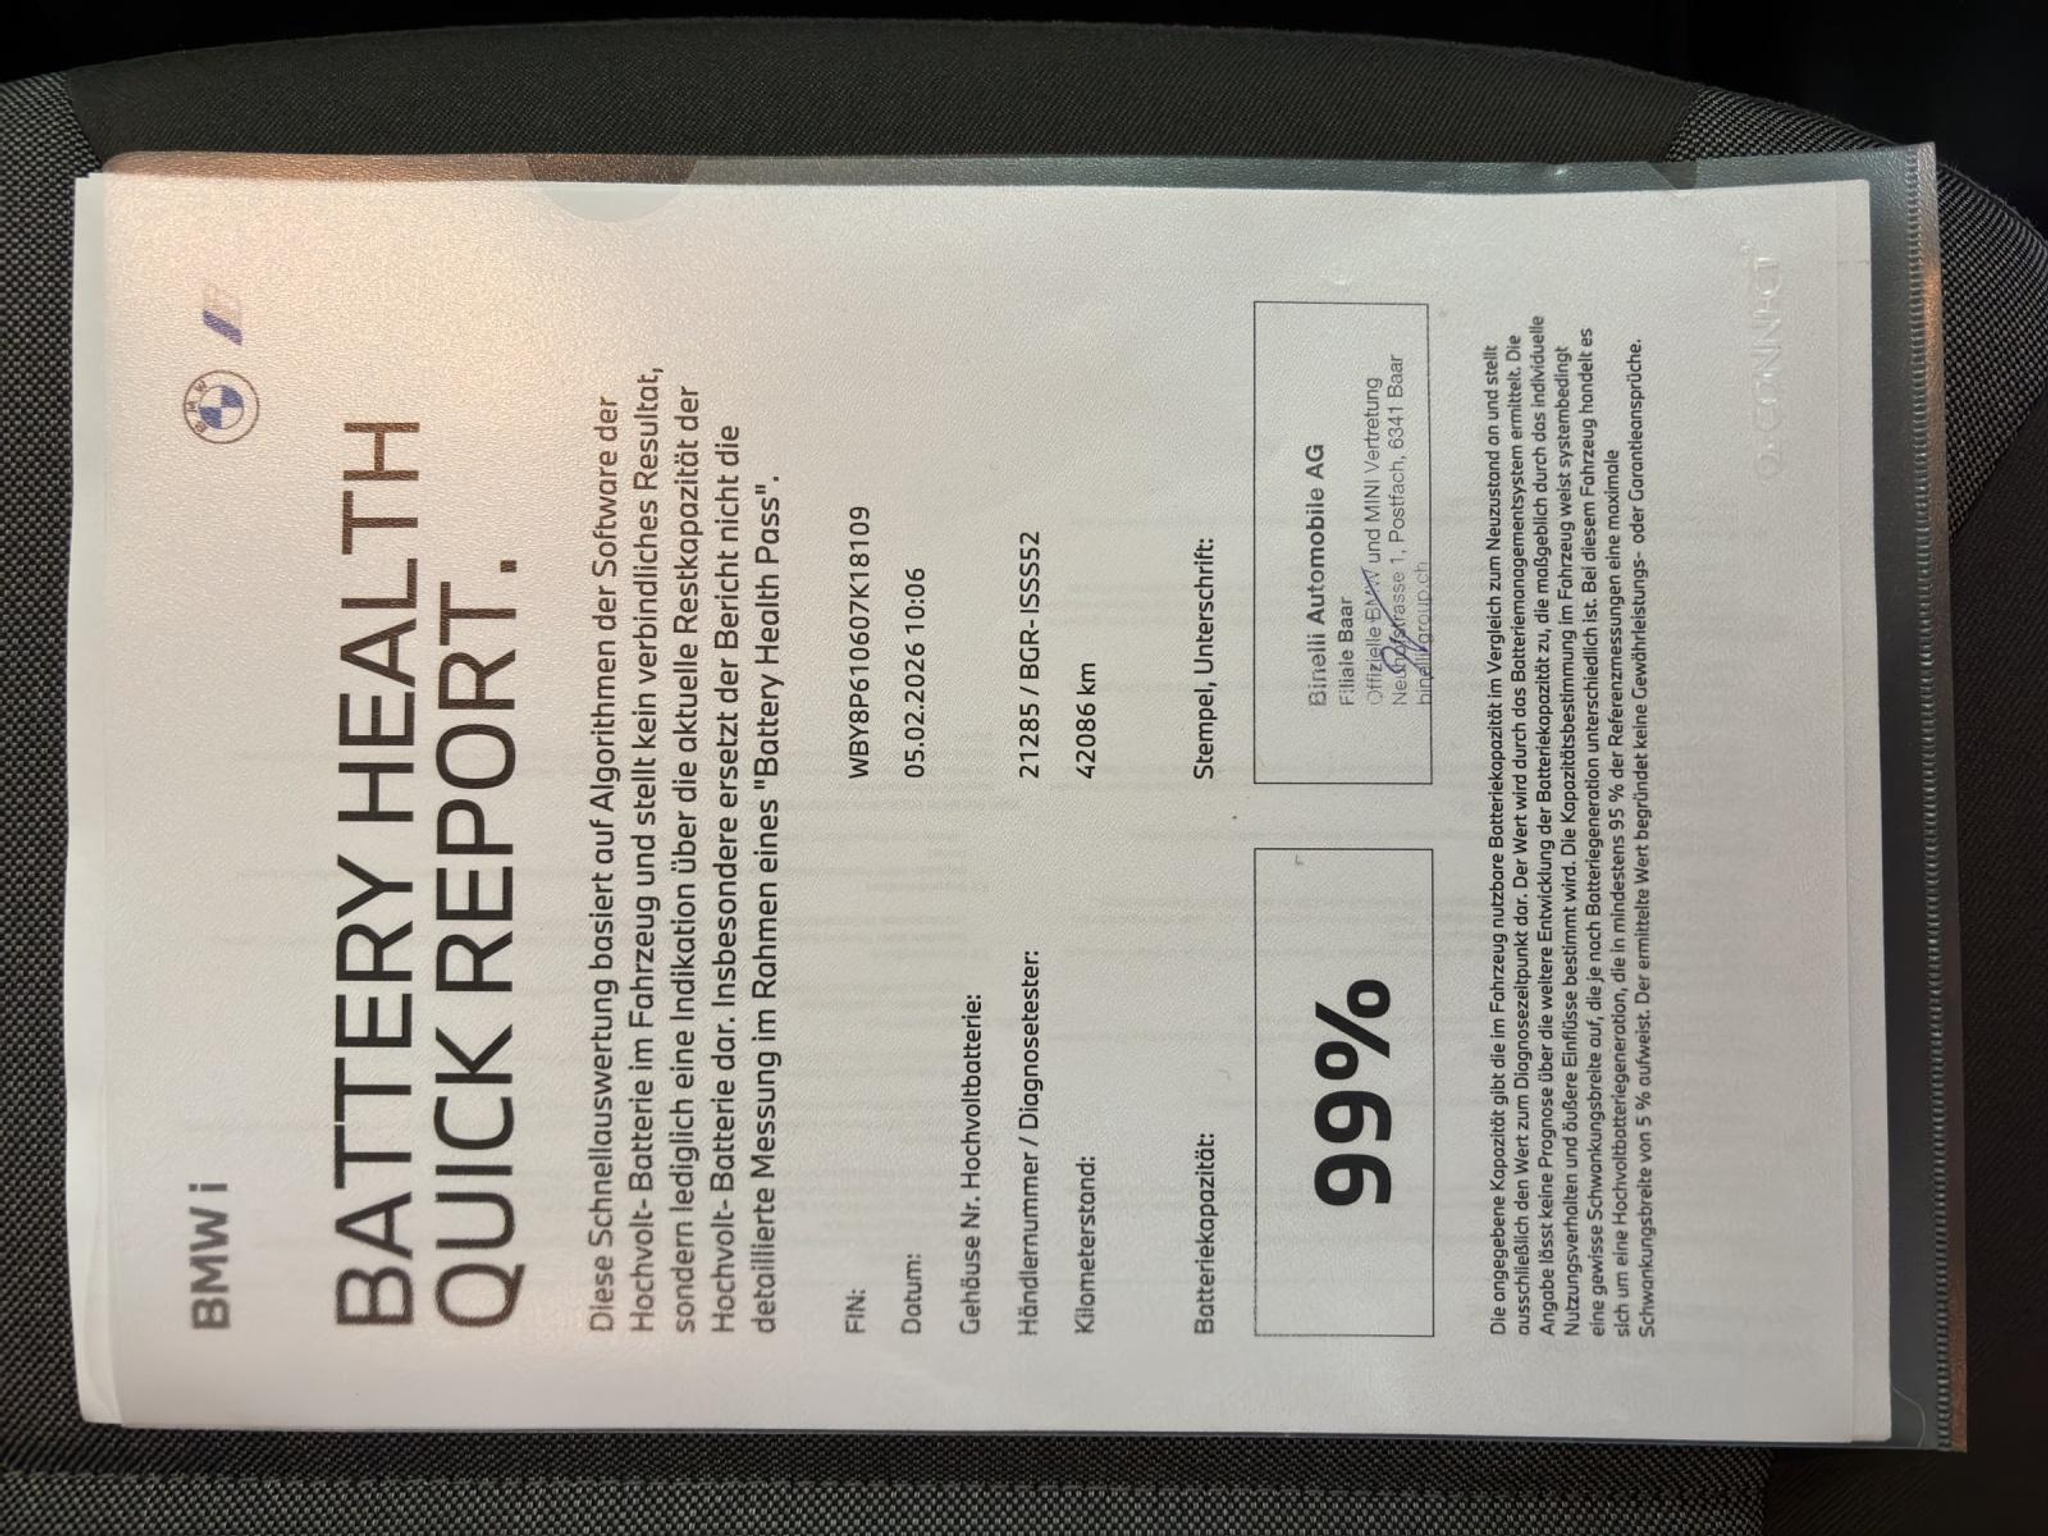 BMW i
BATTERY HEALTH
QUICK REPORT.
Diese Schnellauswertung basiert auf Algorithmen der Software der
Hochvolt- Batterie im Fahrzeug und stellt kein verbindliches Resultat,
sondern lediglich eine Indikation über die aktuelle Restkapazität der
Hochvolt- Batterie dar. Insbesondere ersetzt der Bericht nicht die
detaillierte Messung im Rahmen eines "Battery Health Pass".
FIN: WBY8P610607K18109
Datum: 05.02.2026 10:06
Gehäuse Nr. Hochvoltbatterie:
Händlernummer / Diagnosetester: 21285 / BGR- ISSS52
Kilometerstand: 42086 km
Batteriekapazität: Stempel, Unterschrift:
99%
Binelli Automobile AG
Filiale Baar
Offizielle BMW und MINI Vertretung
Neuhofstrasse 1, Postfach, 6341 Baar
binelligroup.ch
Die angegebene Kapazität gibt die im Fahrzeug nutzbare Batteriekapazität im Vergleich zum Neuzustand an und stellt
ausschließlich den Wert zum Diagnosezeitpunkt dar. Der Wert wird durch das Batteriemanagementsystem ermittelt. Die
Angabe lässt keine Prognose über die weitere Entwicklung der Batteriekapazität zu, die maßgeblich durch das individuelle
Nutzungsverhalten und äußere Einflüsse bestimmt wird. Die Kapazitätsbestimmung im Fahrzeug weist systembedingt
eine gewisse Schwankungsbreite auf, die je nach Batteriegeneration unterschiedlich ist. Bei diesem Fahrzeug handelt es
sich um eine Hochvoltbatteriegeneration, die in mindestens 95 % der Referenzmessungen eine maximale
Schwankungsbreite von 5 % aufweist. Der ermittelte Wert begründet keine Gewährleistungs- oder Garantieansprüche.
Q-CONNECT